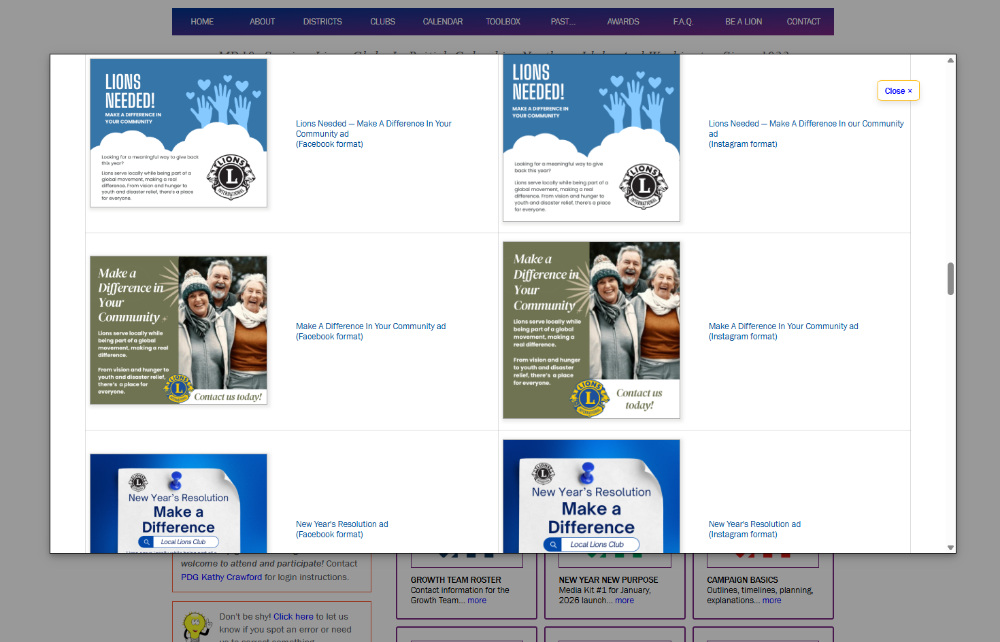 HOME ABOUT DISTRICTS CLUBS CALENDAR TOOLBOX PAST... AWARDS F.A.Q. BE A LION CONTACT
Close ×
LIONS
NEEDED!
MAKE A DIFFERENCE IN
YOUR COMMUNITY
Looking for a meaningful way to give back
this year?
Lions serve locally while being part of a
global movement, making a real
difference. From vision and hunger to
youth and disaster relief, there's a place
for everyone.
LIONS
L
INTERNATIONAL
Lions Needed — Make A Difference In Your
Community ad
(Facebook format)
LIONS
NEEDED!
MAKE A DIFFERENCE IN
YOUR COMMUNITY
Looking for a meaningful way to give
back this year?
Lions serve locally while being part of a
global movement, making a real
difference. From vision and hunger to
youth and disaster relief, there's a place
for everyone.
LIONS
L
INTERNATIONAL
Lions Needed — Make A Difference In our Community
ad
(Instagram format)
Make a
Difference in
Your
Community
Lions serve locally while
being part of a global
movement, making a real
difference.
From vision and hunger to
youth and disaster relief,
there's a place for
everyone.
LIONS
L
INTERNATIONAL
Contact us today!
Make A Difference In Your Community ad
(Facebook format)
Make a
Difference in
Your
Community
Lions serve locally while
being part of a global
movement, making a
real difference.
From vision and hunger
to youth and disaster
relief, there's a place
for everyone.
LIONS
L
INTERNATIONAL
Contact us
today!
Make A Difference In Your Community ad
(Instagram format)
LIONS
L
New Year's Resolution
Make a
Difference
Local Lions Club
New Year's Resolution ad
(Facebook format)
LIONS
L
New Year's Resolution
Make a
Difference
Local Lions Club
New Year's Resolution ad
(Instagram format)
welcome to attend and participate! Contact
PDG Kathy Crawford for login instructions.
Don't be shy! Click here to let us
know if you spot an error or need
us to correct something
GROWTH TEAM ROSTER
Contact information for the
Growth Team... more
NEW YEAR NEW PURPOSE
Media Kit #1 for January,
2026 launch... more
CAMPAIGN BASICS
Outlines, timelines, planning,
explanations... more